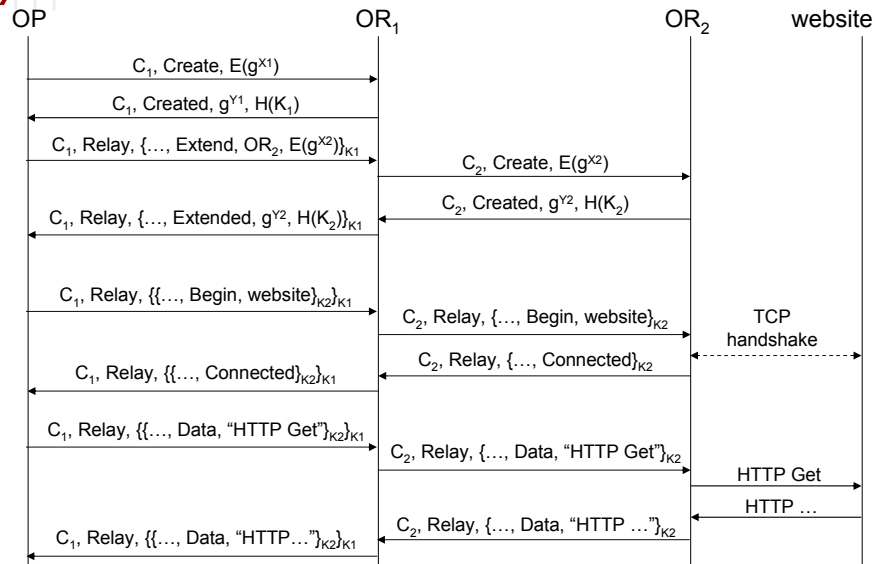 OP OR₁ OR₂ website
C₁, Create, E(gˣ¹)
C₁, Created, gʸ¹, H(K₁)
C₁, Relay, {…, Extend, OR₂, E(gˣ²)}ₖ₁
C₂, Create, E(gˣ²)
C₂, Created, gʸ², H(K₂)
C₁, Relay, {…, Extended, gʸ², H(K₂)}ₖ₁
C₁, Relay, {{…, Begin, website}ₖ₂}ₖ₁
C₂, Relay, {…, Begin, website}ₖ₂
TCP
handshake
C₂, Relay, {…, Connected}ₖ₂
C₁, Relay, {{…, Connected}ₖ₂}ₖ₁
C₁, Relay, {{…, Data, “HTTP Get”}ₖ₂}ₖ₁
C₂, Relay, {…, Data, “HTTP Get”}ₖ₂
HTTP Get
HTTP …
C₂, Relay, {…, Data, “HTTP …”}ₖ₂
C₁, Relay, {{…, Data, “HTTP…”}ₖ₂}ₖ₁